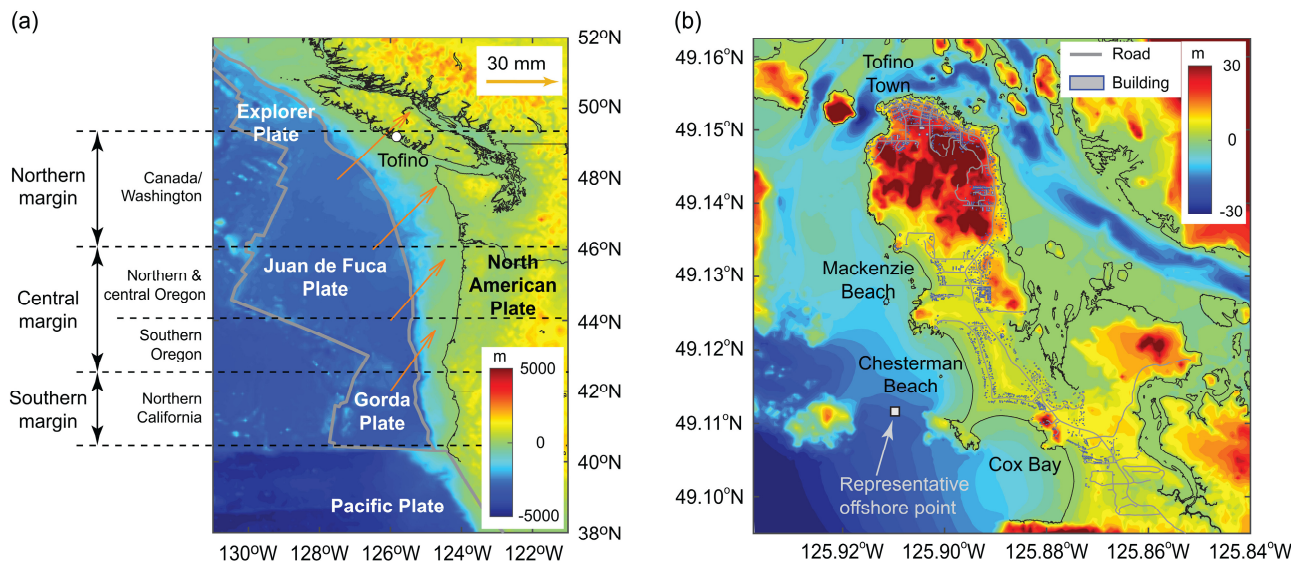 (a)
52°N
50°N
48°N
46°N
44°N
42°N
40°N
38°N
130°W
128°W
126°W
124°W
122°W
30 mm
Explorer
Plate
Tofino
Northern
margin
Canada/
Washington
Central
margin
Northern &
central Oregon
Southern
Oregon
Southern
margin
Northern
California
Juan de Fuca
Plate
North
American
Plate
Gorda
Plate
Pacific Plate
m
5000
0
-5000
(b)
49.16°N
49.15°N
49.14°N
49.13°N
49.12°N
49.11°N
49.10°N
125.92°W
125.90°W
125.88°W
125.86°W
125.84°W
Tofino
Town
Road
Building
m
30
0
-30
Mackenzie
Beach
Chesterman
Beach
Cox Bay
Representative
offshore point